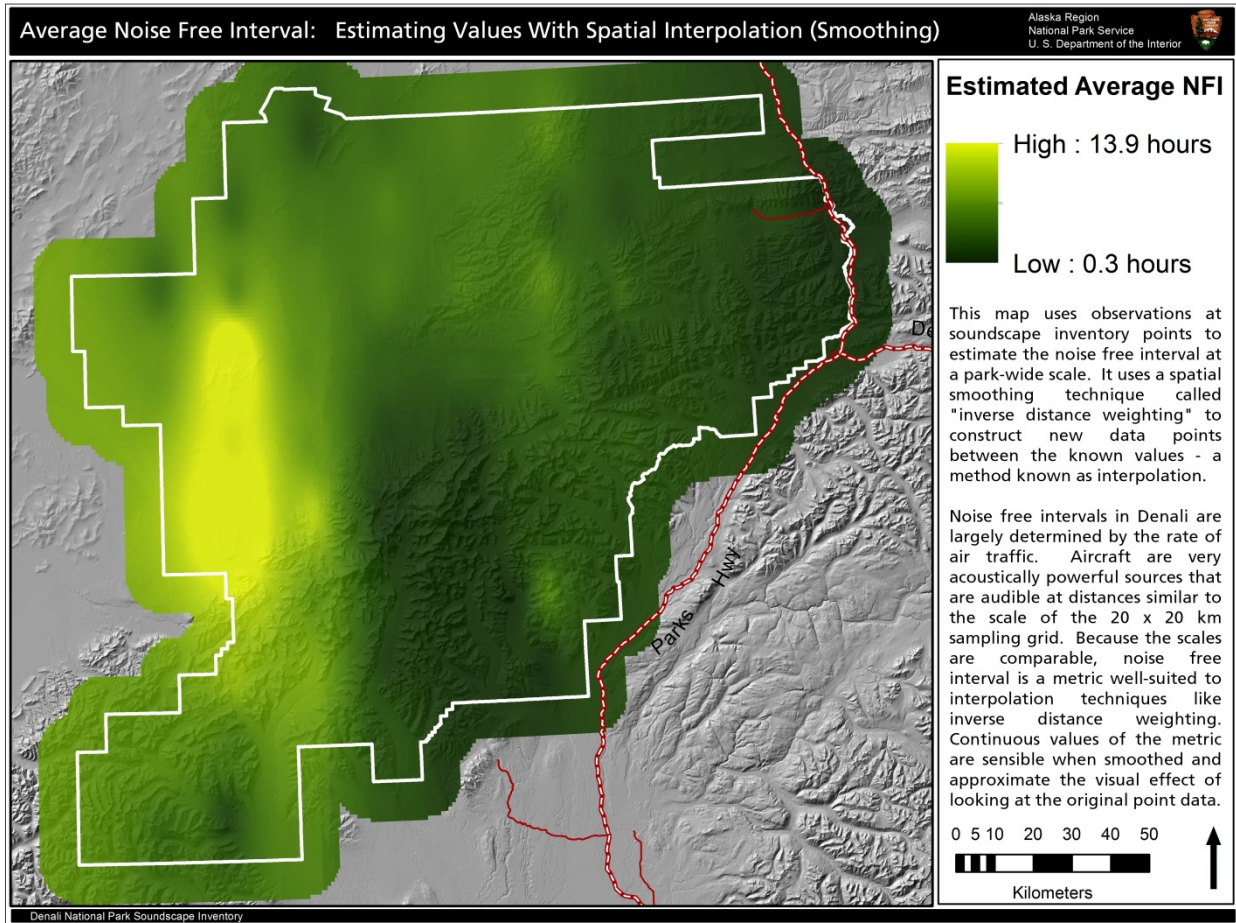 Average Noise Free Interval:   Estimating Values With Spatial Interpolation (Smoothing)
Alaska Region
National Park Service
U. S. Department of the Interior
Estimated Average NFI
High : 13.9 hours
Low : 0.3 hours
This map uses observations at
soundscape inventory points to
estimate the noise free interval at
a park-wide scale.  It uses a spatial
smoothing technique called
"inverse distance weighting" to
construct new data points
between the known values - a
method known as interpolation.
Noise free intervals in Denali are
largely determined by the rate of
air traffic.   Aircraft are very
acoustically powerful sources that
are audible at distances similar to
the scale of the 20 x 20 km
sampling grid.  Because the scales
are comparable, noise free
interval is a metric well-suited to
interpolation techniques like
inverse distance weighting.
Continuous values of the metric
are sensible when smoothed and
approximate the visual effect of
looking at the original point data.
0 5 10 20 30 40 50
Kilometers
De
Parks Hwy
Denali National Park Soundscape Inventory